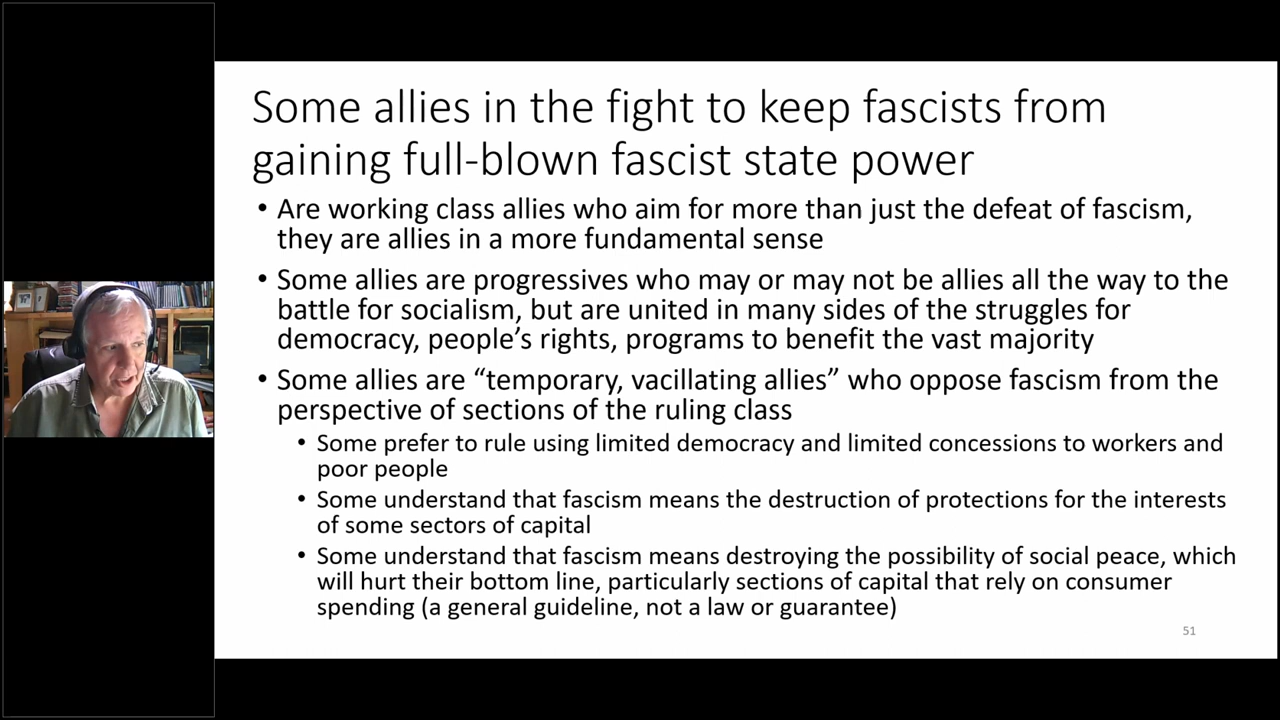 Some allies in the fight to keep fascists from
gaining full-blown fascist state power
• Are working class allies who aim for more than just the defeat of fascism,
they are allies in a more fundamental sense
• Some allies are progressives who may or may not be allies all the way to the
battle for socialism, but are united in many sides of the struggles for
democracy, people’s rights, programs to benefit the vast majority
• Some allies are “temporary, vacillating allies” who oppose fascism from the
perspective of sections of the ruling class
• Some prefer to rule using limited democracy and limited concessions to workers and
poor people
• Some understand that fascism means the destruction of protections for the interests
of some sectors of capital
• Some understand that fascism means destroying the possibility of social peace, which
will hurt their bottom line, particularly sections of capital that rely on consumer
spending (a general guideline, not a law or guarantee)
51